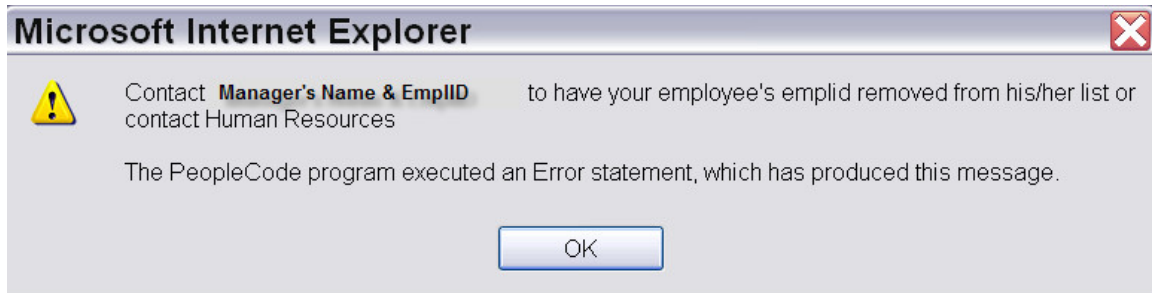 Microsoft Internet Explorer
Contact Manager's Name & EmplID to have your employee's emplid removed from his/her list or
contact Human Resources
The PeopleCode program executed an Error statement, which has produced this message.
OK